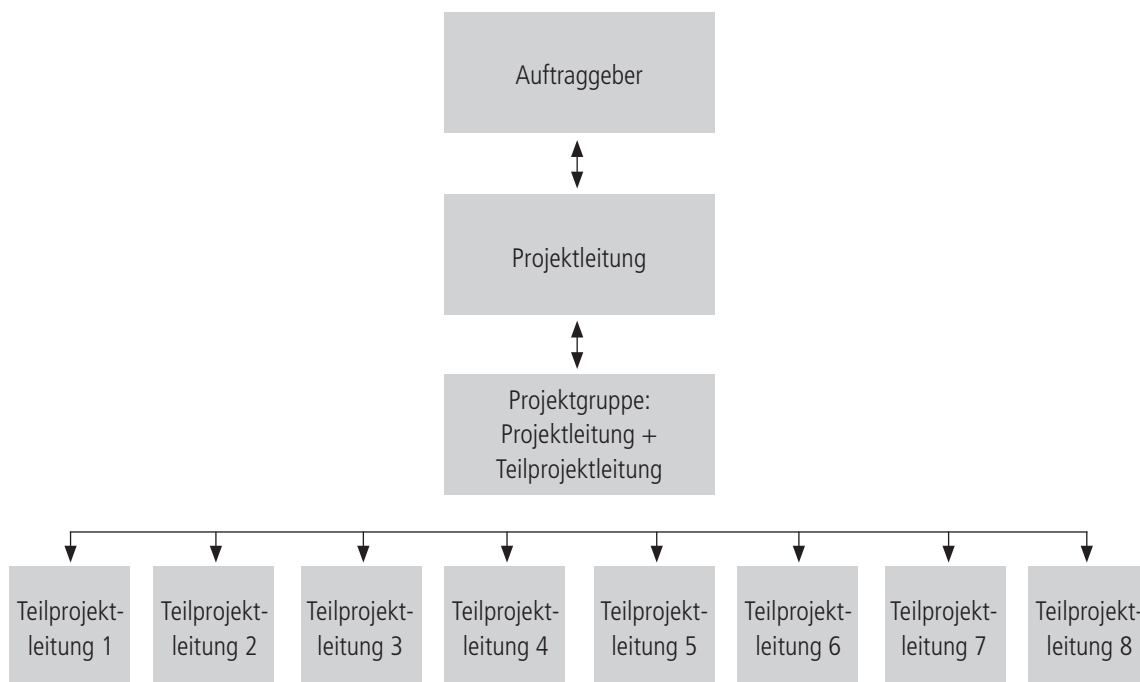 Auftraggeber
Projektleitung
Projektgruppe:
Projektleitung +
Teilprojektleitung
Teilprojekt-
leitung 1
Teilprojekt-
leitung 2
Teilprojekt-
leitung 3
Teilprojekt-
leitung 4
Teilprojekt-
leitung 5
Teilprojekt-
leitung 6
Teilprojekt-
leitung 7
Teilprojekt-
leitung 8